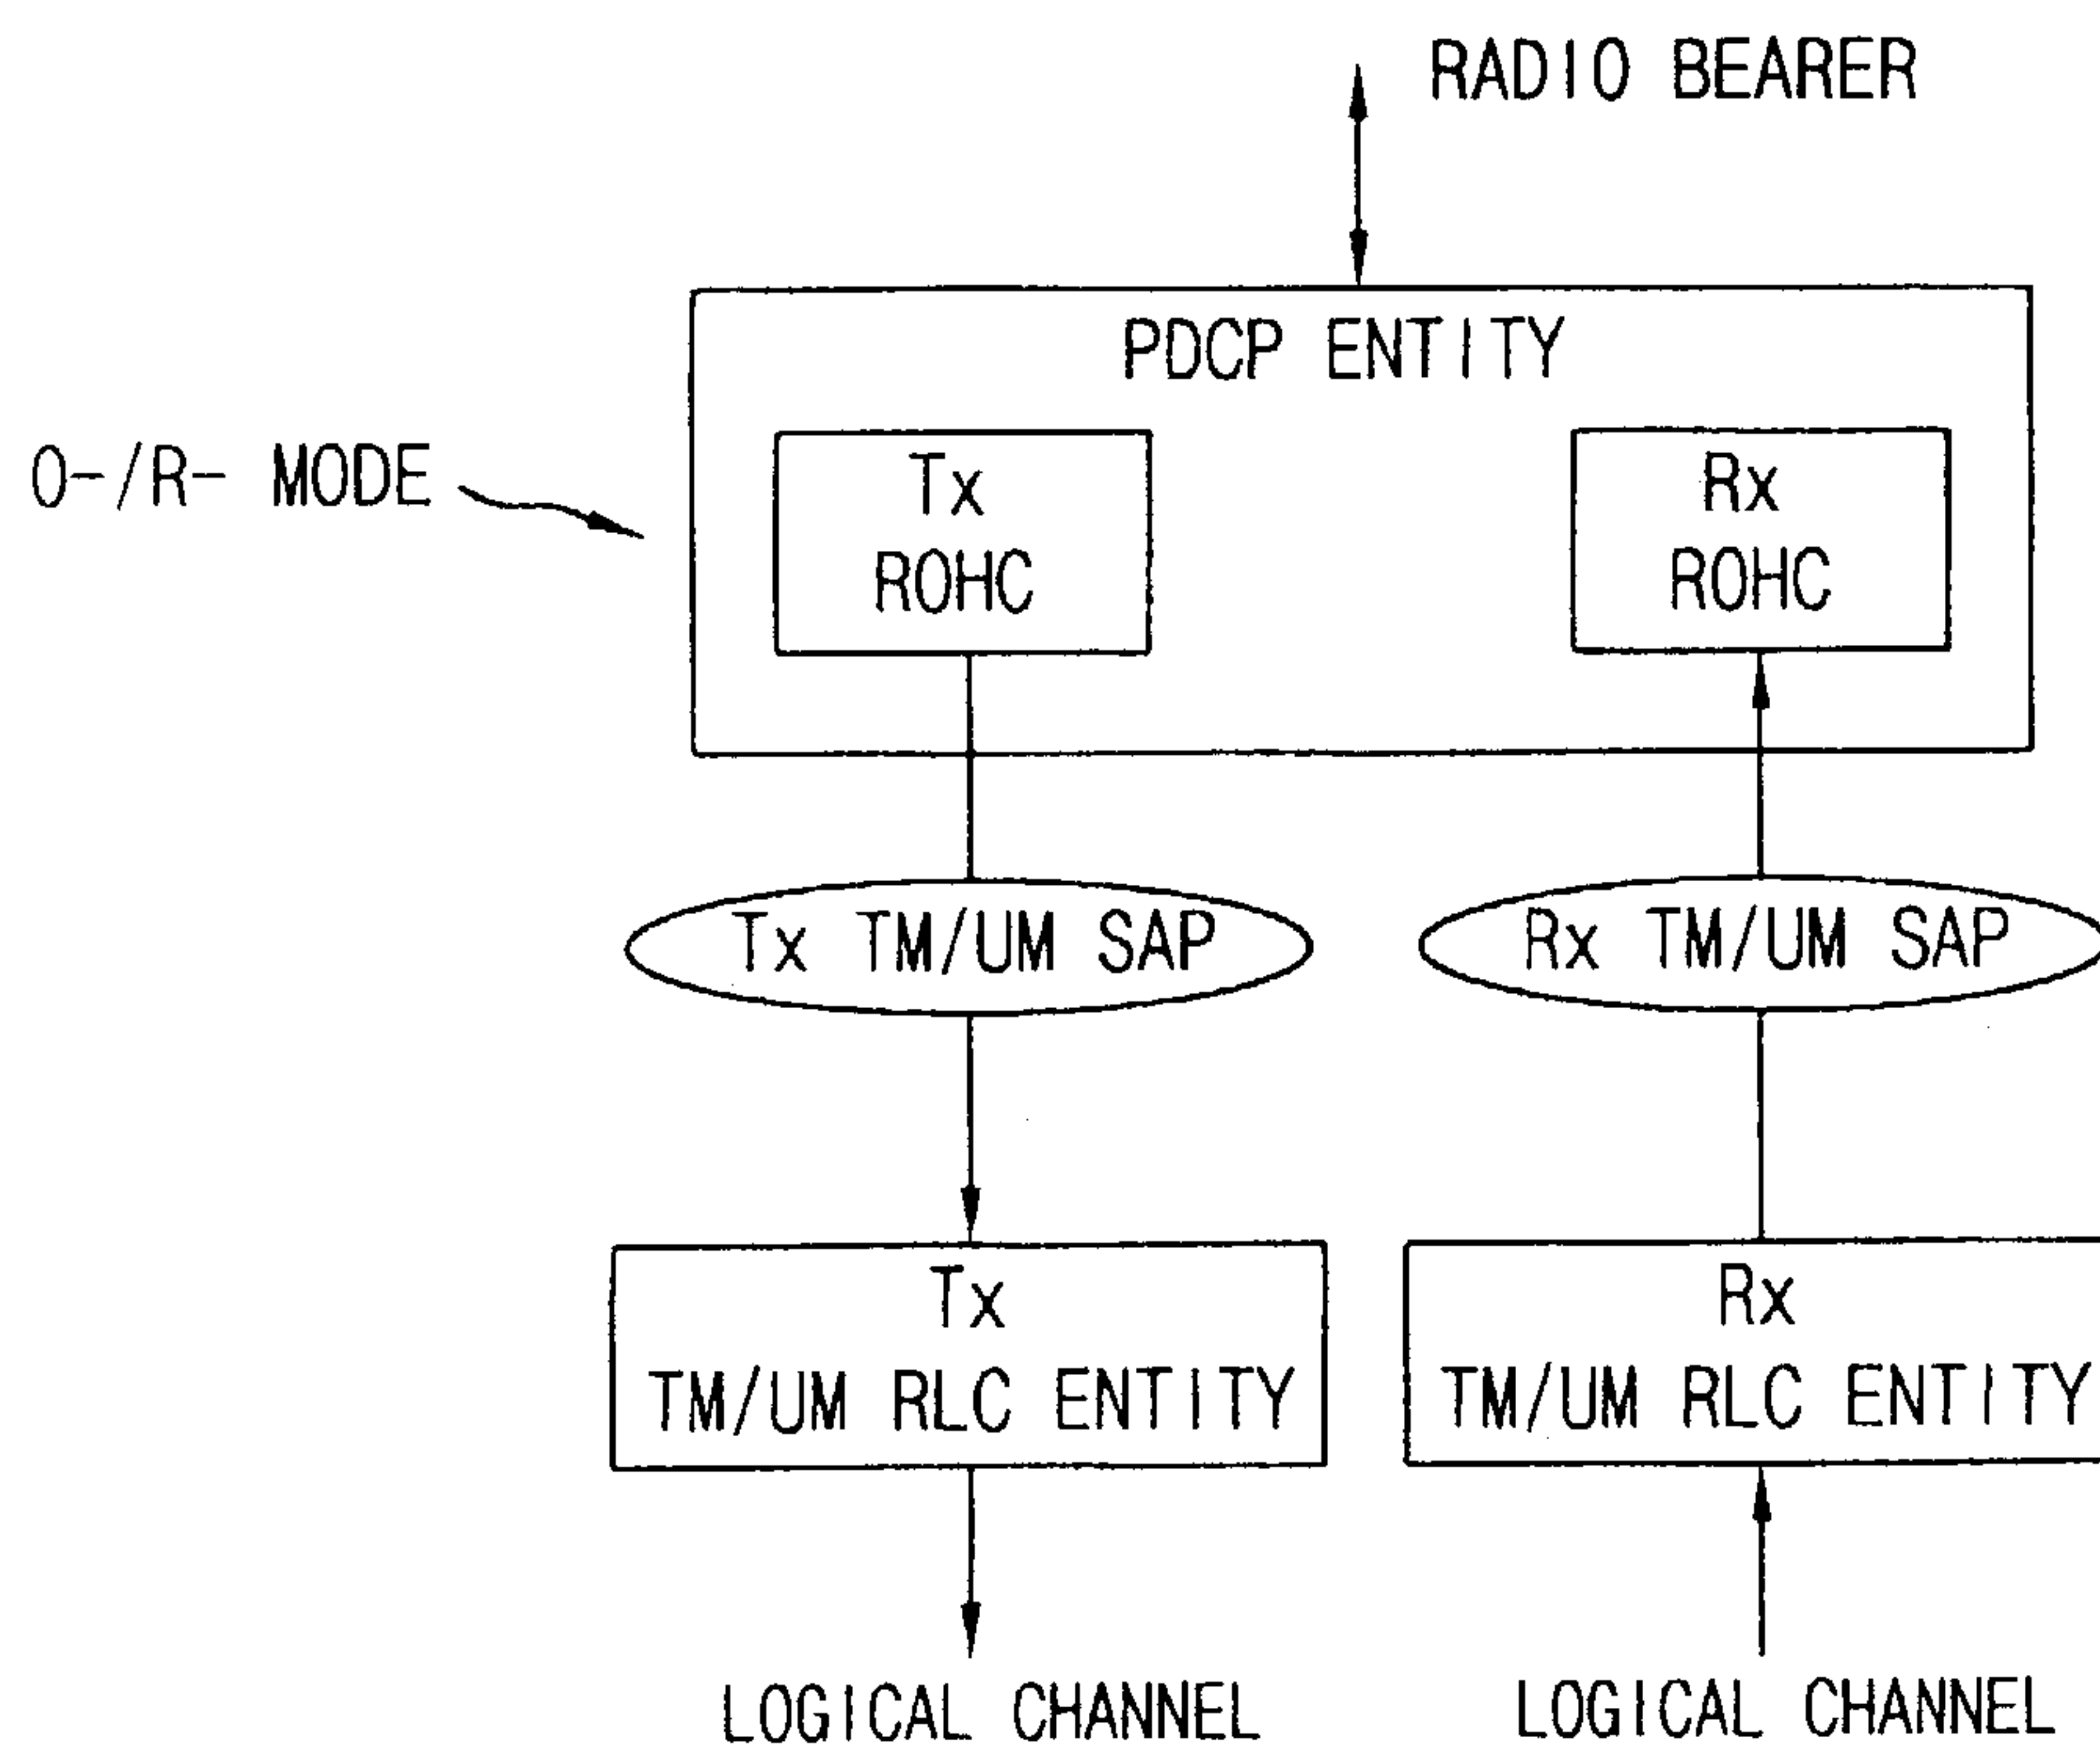 RADIO BEARER
PDCP ENTITY
O-/R- MODE
Tx
ROHC
Rx
ROHC
Tx TM/UM SAP
Rx TM/UM SAP
Tx
TM/UM RLC ENTITY
Rx
TM/UM RLC ENTITY
LOGICAL CHANNEL
LOGICAL CHANNEL